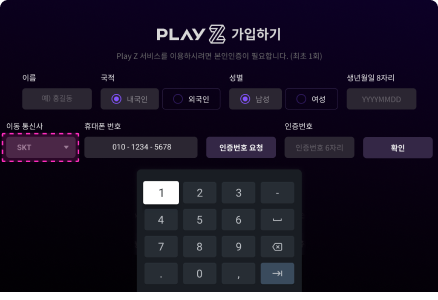 PLAY Z 가입하기
Play Z 서비스를 이용하시려면 본인인증이 필요합니다. (최초 1회)
이름 국적 성별 생년월일 8자리
예) 홍길동 내국인 외국인 남성 여성 YYYYMMDD
이동 통신사 휴대폰 번호 인증번호
SKT 010 - 1234 - 5678 인증번호 요청 인증번호 6자리 확인
1 2 3 -
4 5 6
7 8 9
. 0 ,